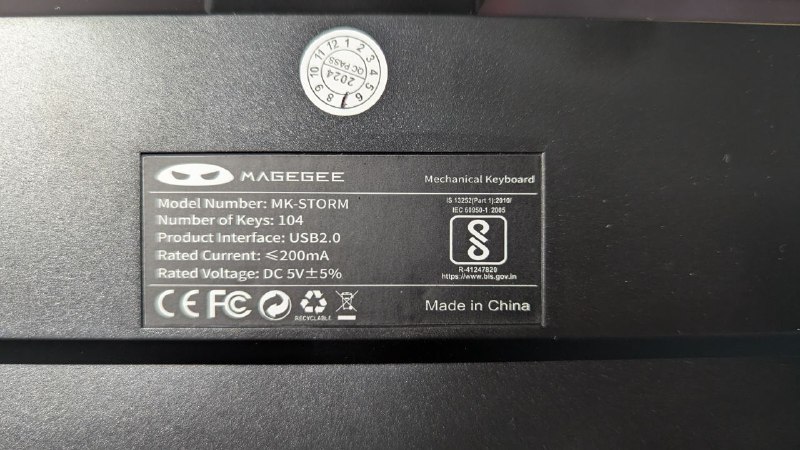 12 1 2 3 4 5 6 8 9 10 11
QC PASS
2024
MAGEGEE
Mechanical Keyboard
Model Number: MK-STORM
Number of Keys: 104
Product Interface: USB2.0
Rated Current: ≤200mA
Rated Voltage: DC 5V±5%
IS 13252(Part 1):2010/
IEC 60950-1:2005
R-41247820
https://www.bis.gov.in
CE FC
RECYCLABLE
Made in China